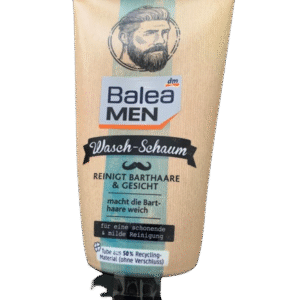 dm
Balea
MEN
Wasch-Schaum
REINIGT BARTHAARE
& GESICHT
macht die Bart-
haare weich
für eine schonende
& milde Reinigung
Tube aus 50% Recycling-
Material (ohne Verschluss)